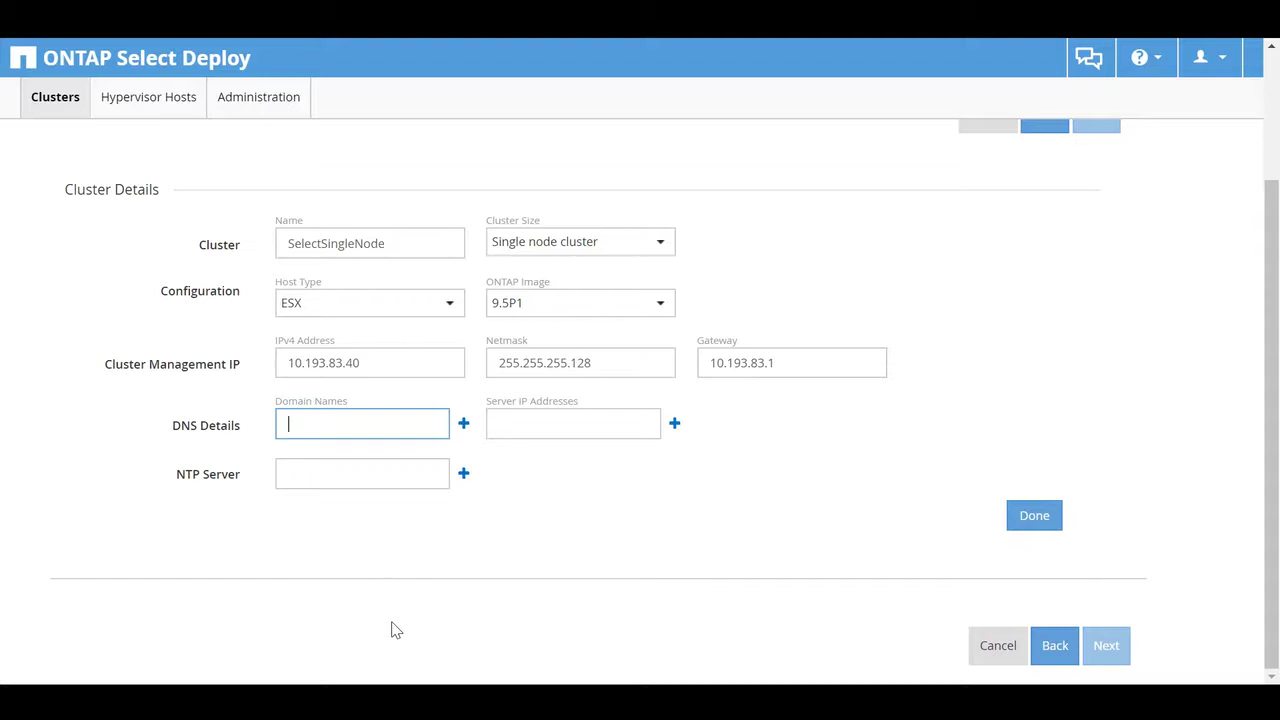 ONTAP Select Deploy
Clusters Hypervisor Hosts Administration
Cluster Details
Name Cluster Size
Cluster SelectSingleNode Single node cluster
Host Type ONTAP Image
Configuration ESX 9.5P1
IPv4 Address Netmask Gateway
Cluster Management IP 10.193.83.40 255.255.255.128 10.193.83.1
Domain Names Server IP Addresses
DNS Details
NTP Server
Done
Cancel Back Next